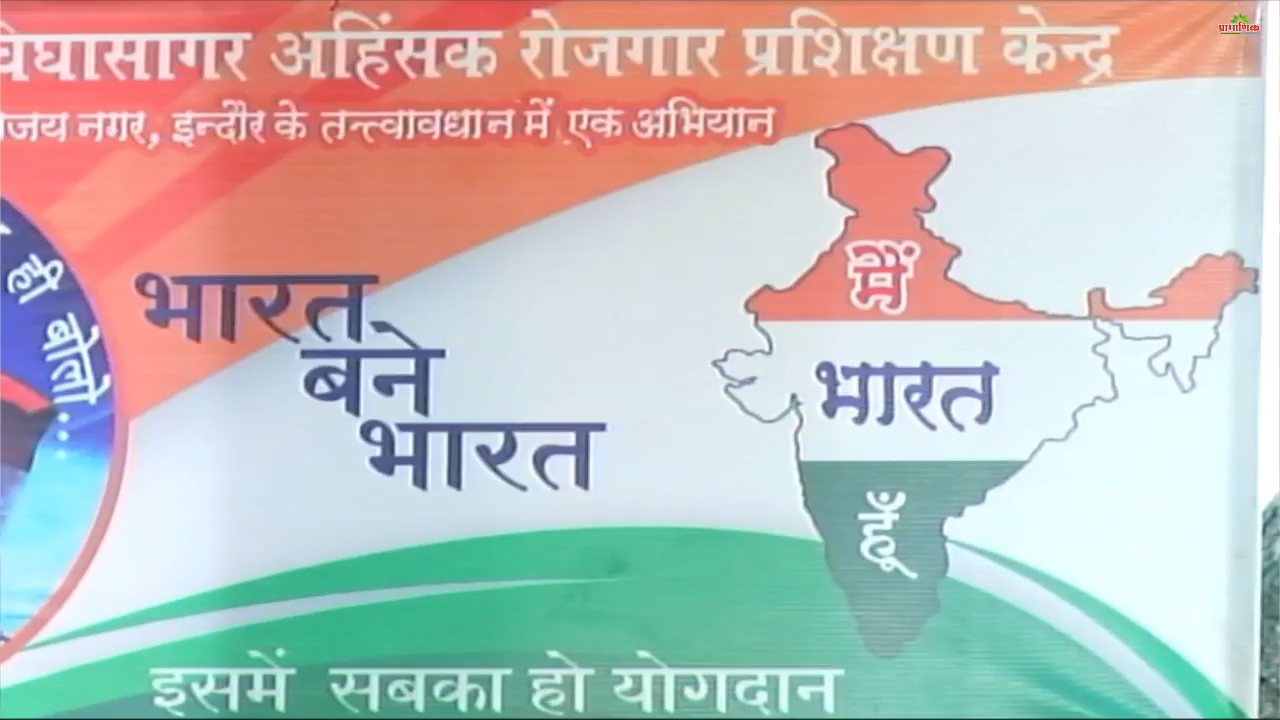 विघासागर अहिंसक रोजगार प्रशिक्षण केन्द्र
जय नगर, इन्दौर के तत्त्वावधान में एक अभियान
ही बोलो...
भारत
बने
भारत
मैं
भारत
हूँ
इसमें सबका हो योगदान